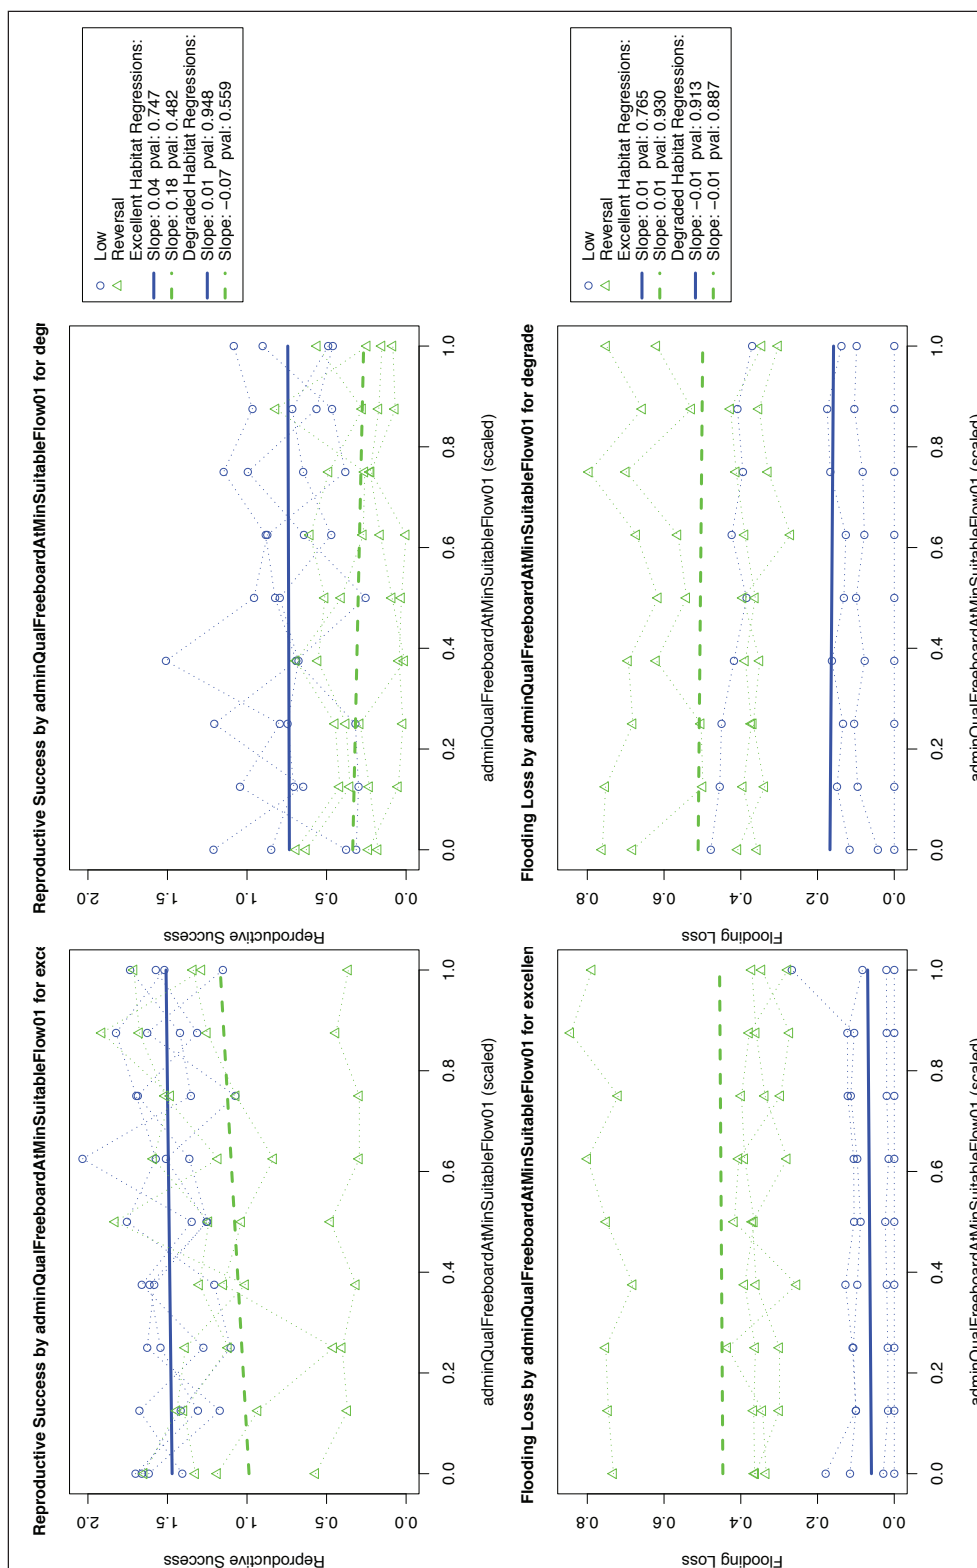 Reproductive Success by adminQualFreeboardAtMinSuitableFlow01 for exce
Reproductive Success
2.0
1.5
1.0
0.5
0.0
0.0 0.2 0.4 0.6 0.8 1.0
adminQualFreeboardAtMinSuitableFlow01 (scaled)
Reproductive Success by adminQualFreeboardAtMinSuitableFlow01 for degr
Reproductive Success
2.0
1.5
1.0
0.5
0.0
0.0 0.2 0.4 0.6 0.8 1.0
adminQualFreeboardAtMinSuitableFlow01 (scaled)
Low
Reversal
Excellent Habitat Regressions:
Slope: 0.04 pval: 0.747
Slope: 0.18 pval: 0.482
Degraded Habitat Regressions:
Slope: 0.01 pval: 0.948
Slope: −0.07 pval: 0.559
Flooding Loss by adminQualFreeboardAtMinSuitableFlow01 for excellen
Flooding Loss
0.8
0.6
0.4
0.2
0.0
0.0 0.2 0.4 0.6 0.8 1.0
adminQualFreeboardAtMinSuitableFlow01 (scaled)
Flooding Loss by adminQualFreeboardAtMinSuitableFlow01 for degrade
Flooding Loss
0.8
0.6
0.4
0.2
0.0
0.0 0.2 0.4 0.6 0.8 1.0
adminQualFreeboardAtMinSuitableFlow01 (scaled)
Low
Reversal
Excellent Habitat Regressions:
Slope: 0.01 pval: 0.765
Slope: 0.01 pval: 0.930
Degraded Habitat Regressions:
Slope: −0.01 pval: 0.913
Slope: −0.01 pval: 0.887